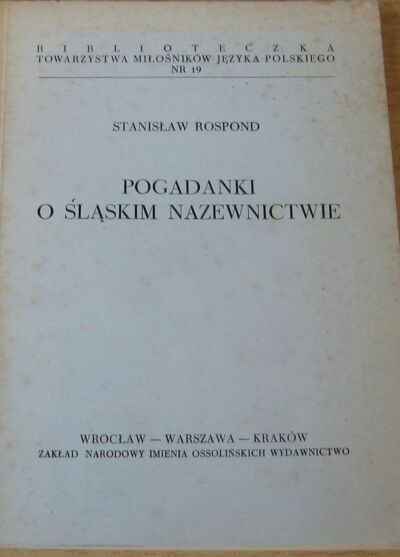 BIBLIOTECZKA
TOWARZYSTWA MIŁOŚNIKÓW JĘZYKA POLSKIEGO
NR 19
STANISŁAW ROSPOND
POGADANKI
O ŚLĄSKIM NAZEWNICTWIE
WROCŁAW — WARSZAWA — KRAKÓW
ZAKŁAD NARODOWY IMIENIA OSSOLIŃSKICH WYDAWNICTWO